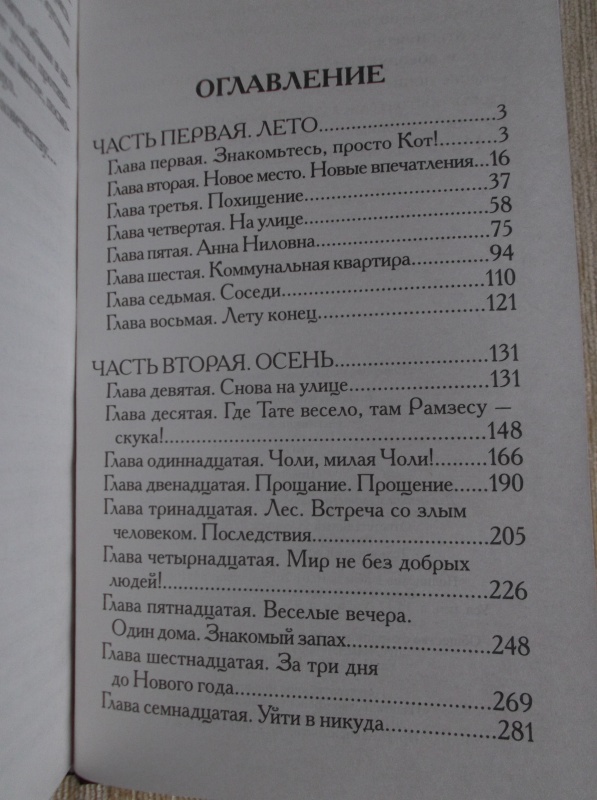 ОГЛАВЛЕНИЕ
ЧАСТЬ ПЕРВАЯ. ЛЕТО.....3
Глава первая. Знакомьтесь, просто Кот!.....3
Глава вторая. Новое место. Новые впечатления...16
Глава третья. Похищение.....37
Глава четвертая. На улице.....58
Глава пятая. Анна Ниловна.....75
Глава шестая. Коммунальная квартира.....94
Глава седьмая. Соседи.....110
Глава восьмая. Лету конец.....121
ЧАСТЬ ВТОРАЯ. ОСЕНЬ.....131
Глава девятая. Снова на улице.....131
Глава десятая. Где Тате весело, там Рамзесу —
скука!.....148
Глава одиннадцатая. Чоли, милая Чоли!.....166
Глава двенадцатая. Прощание. Прощение.....190
Глава тринадцатая. Лес. Встреча со злым
человеком. Последствия.....205
Глава четырнадцатая. Мир не без добрых
людей!.....226
Глава пятнадцатая. Веселые вечера.
Один дома. Знакомый запах.....248
Глава шестнадцатая. За три дня
до Нового года.....269
Глава семнадцатая. Уйти в никуда.....281